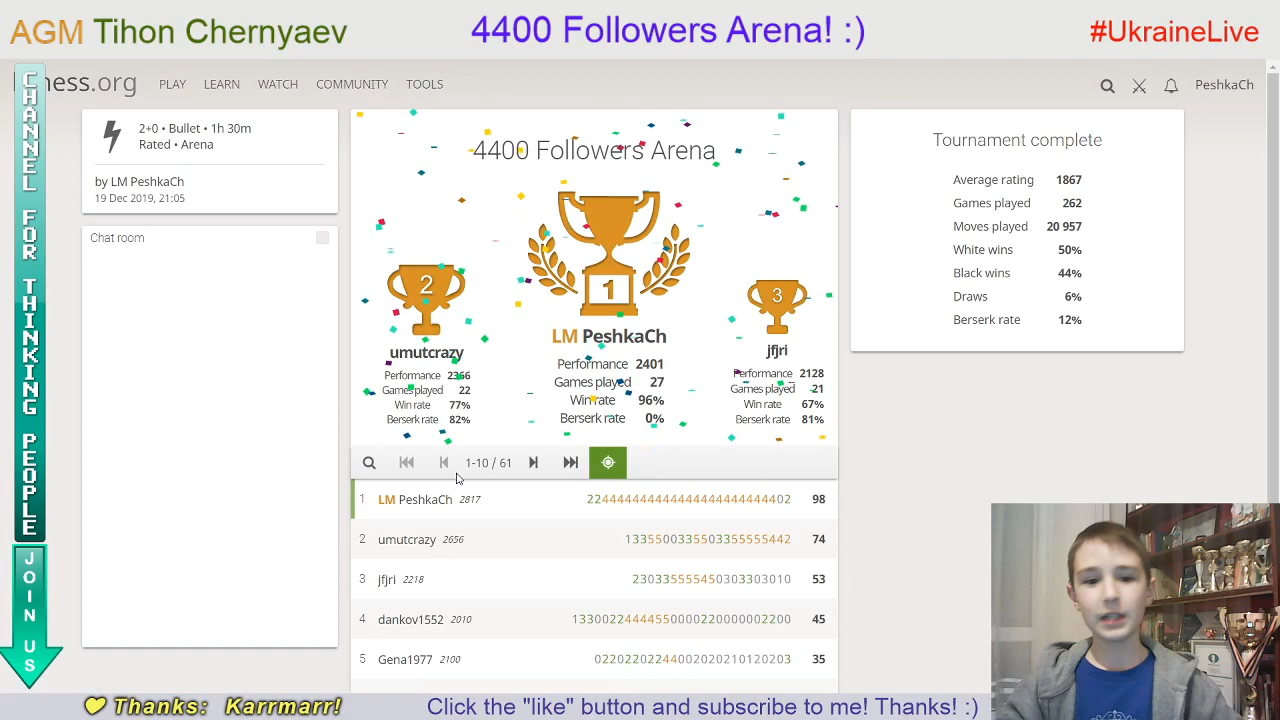 AGM Tihon Chernyaev
4400 Followers Arena! :)
#UkraineLive
CHANNEL FOR THINKING PEOPLE
JOIN US
hess.org
PLAY LEARN WATCH COMMUNITY TOOLS
PeshkaCh
2+0 • Bullet • 1h 30m
Rated • Arena
by LM PeshkaCh
19 Dec 2019, 21:05
Chat room
4400 Followers Arena
2
1
3
umutcrazy
Performance 2366
Games played 22
Win rate 77%
Berserk rate 82%
LM PeshkaCh
Performance 2401
Games played 27
Win rate 96%
Berserk rate 0%
jfjri
Performance 2128
Games played 21
Win rate 67%
Berserk rate 81%
1-10 / 61
1 LM PeshkaCh 2817 2244444444444444444444402 98
2 umutcrazy 2656 1335500335503355555442 74
3 jfjri 2218 230335555450303303010 53
4 dankov1552 2010 1330022444455000022000002200 45
5 Gena1977 2100 02202202244002020210120203 35
Tournament complete
Average rating 1867
Games played 262
Moves played 20 957
White wins 50%
Black wins 44%
Draws 6%
Berserk rate 12%
Thanks: Karrmarr!
Click the "like" button and subscribe to me! Thanks! :)